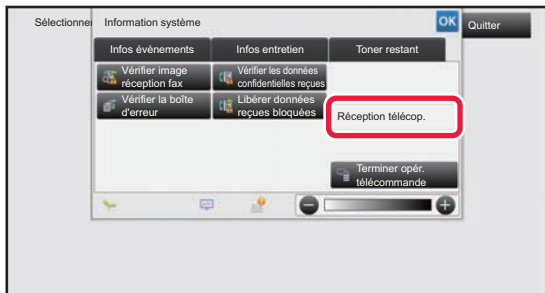 Sélectionne
Information système
OK
Quitter
Infos évènements
Infos entretien
Toner restant
Vérifier image
réception fax
Vérifier les données
confidentielles reçues
Vérifier la boîte
d'erreur
Libérer données
reçues bloquées
Réception télécop.
Terminer opér.
télécommande